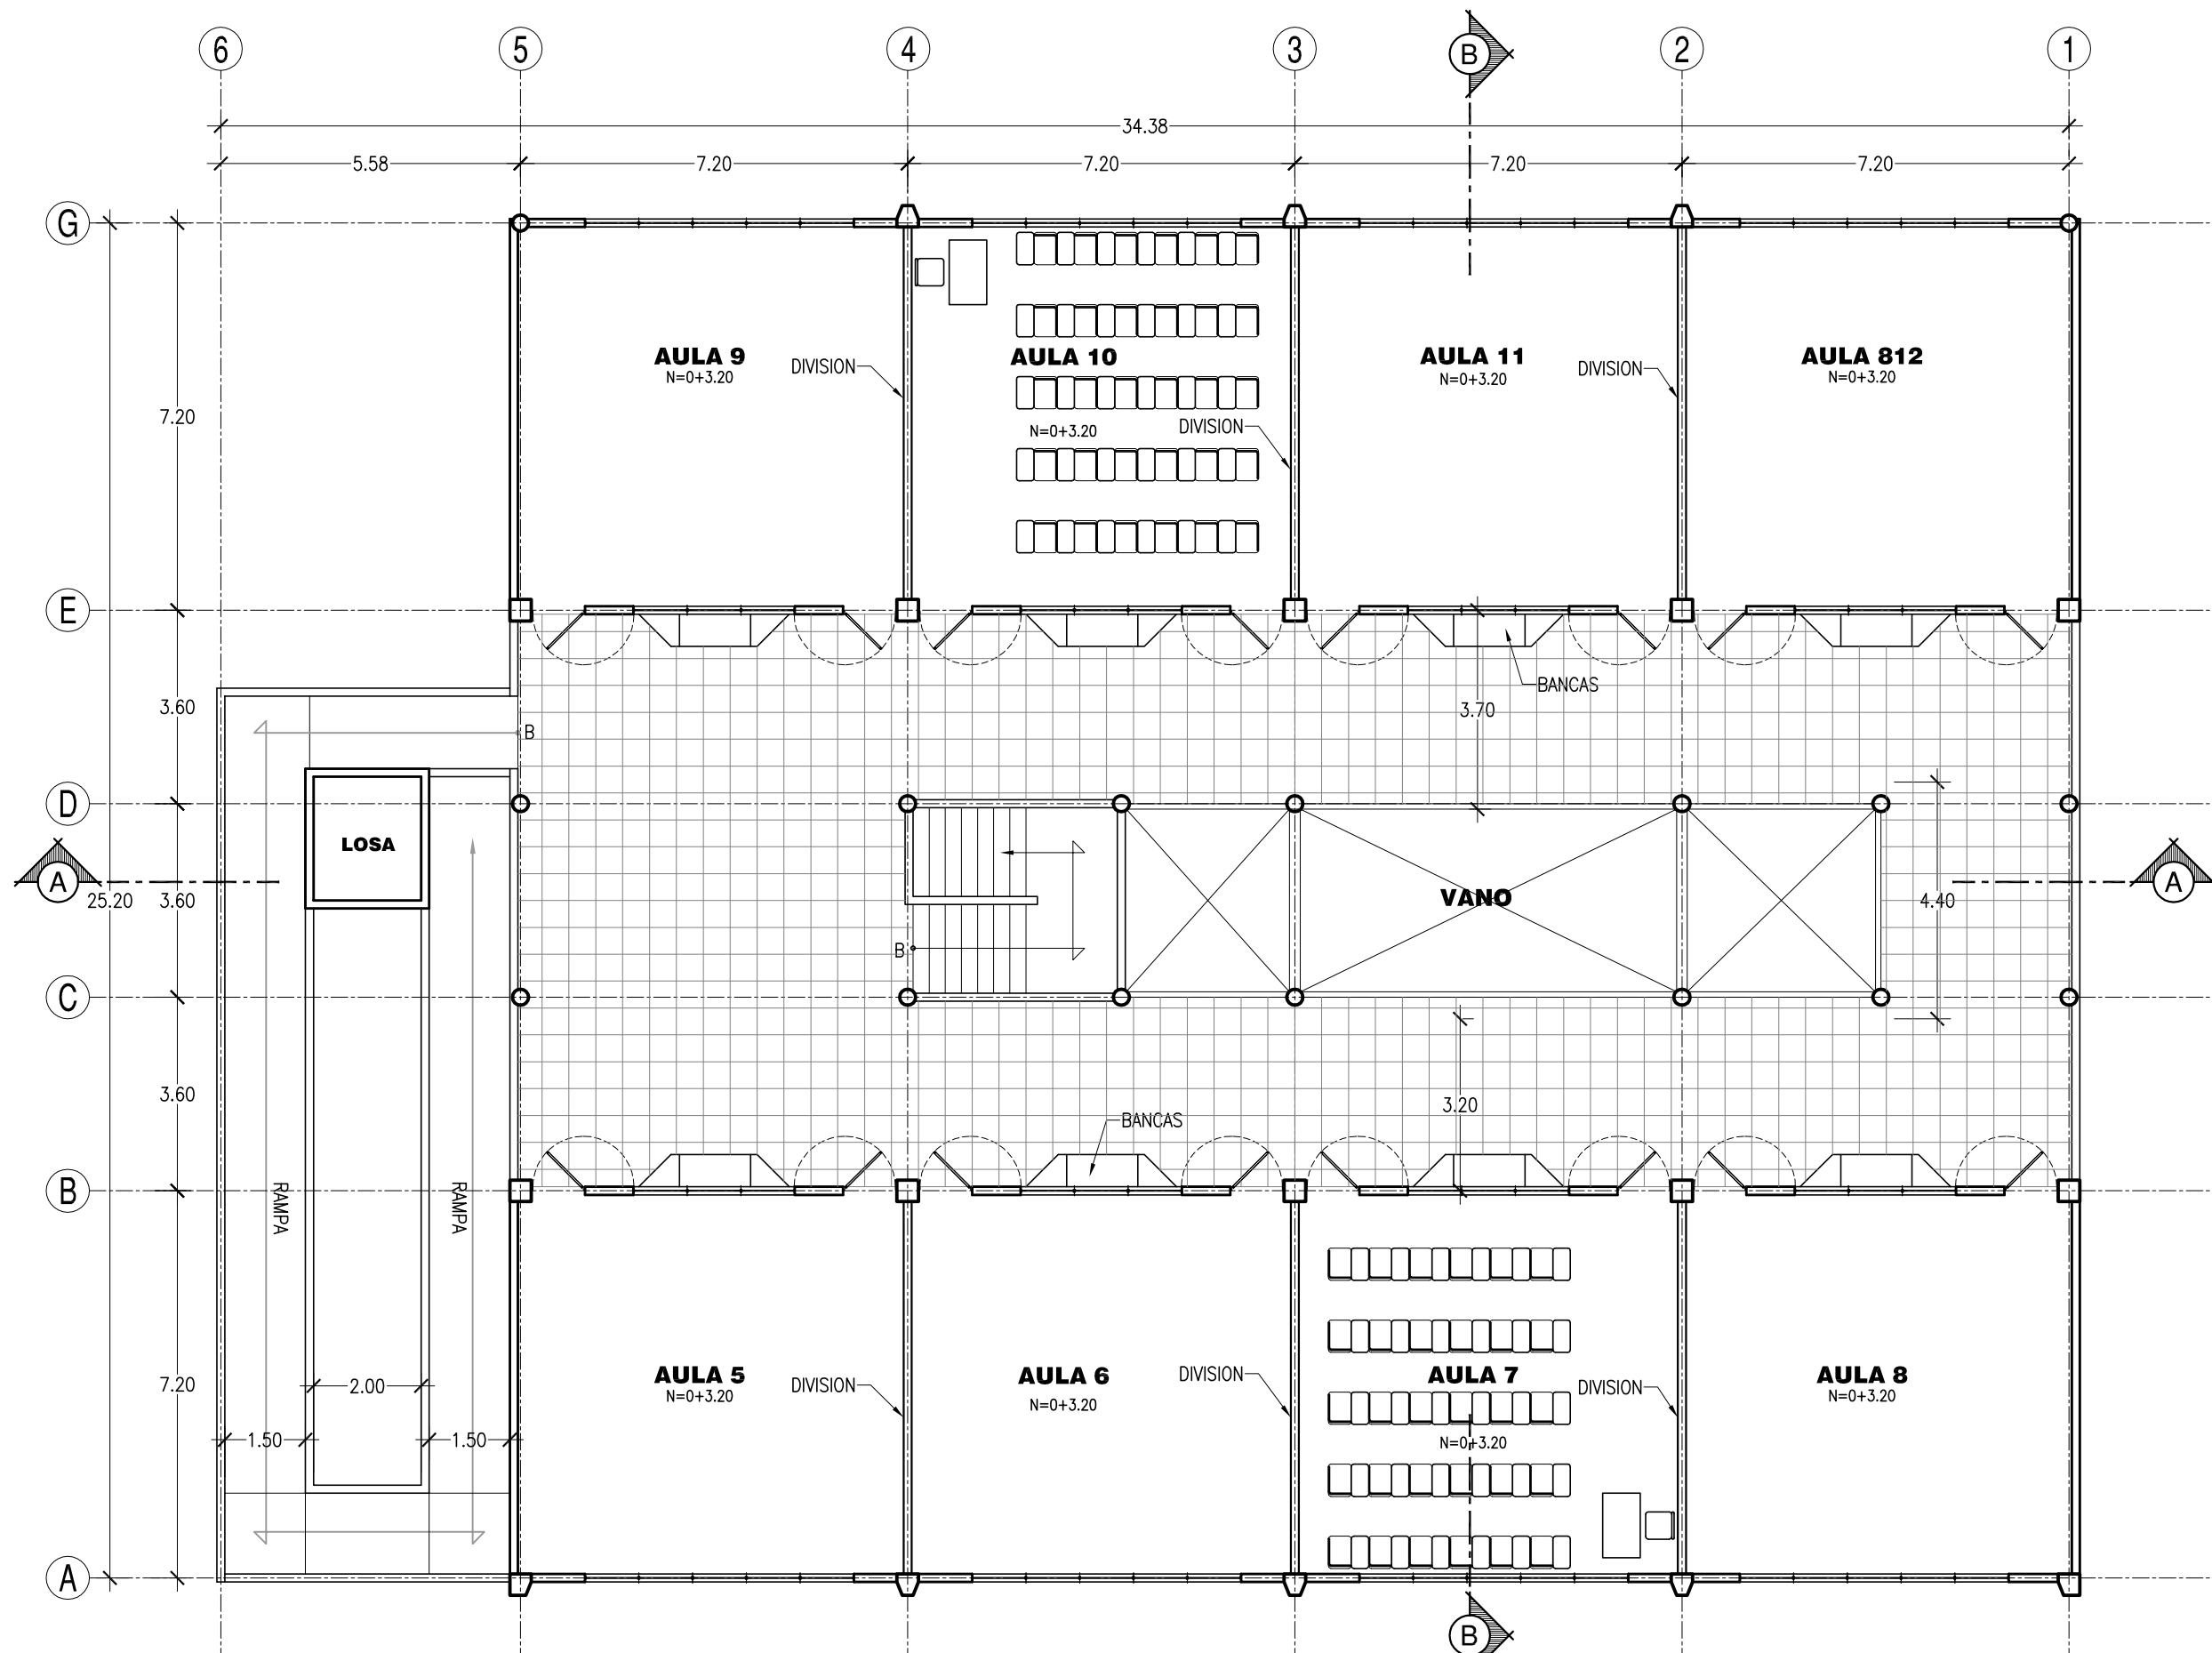 6
5
4
3
B
2
1
34.38
5.58
7.20
7.20
7.20
7.20
G
AULA 9
N=0+3.20
DIVISION
AULA 10
N=0+3.20
DIVISION
AULA 11
N=0+3.20
DIVISION
AULA 812
N=0+3.20
7.20
E
BANCAS
3.70
3.60
B
D
LOSA
A
25.20
3.60
VANO
4.40
A
B
C
3.60
3.20
BANCAS
B
RAMPA
RAMPA
AULA 5
N=0+3.20
DIVISION
AULA 6
N=0+3.20
DIVISION
AULA 7
N=0+3.20
DIVISION
AULA 8
N=0+3.20
7.20
2.00
1.50
1.50
A
B